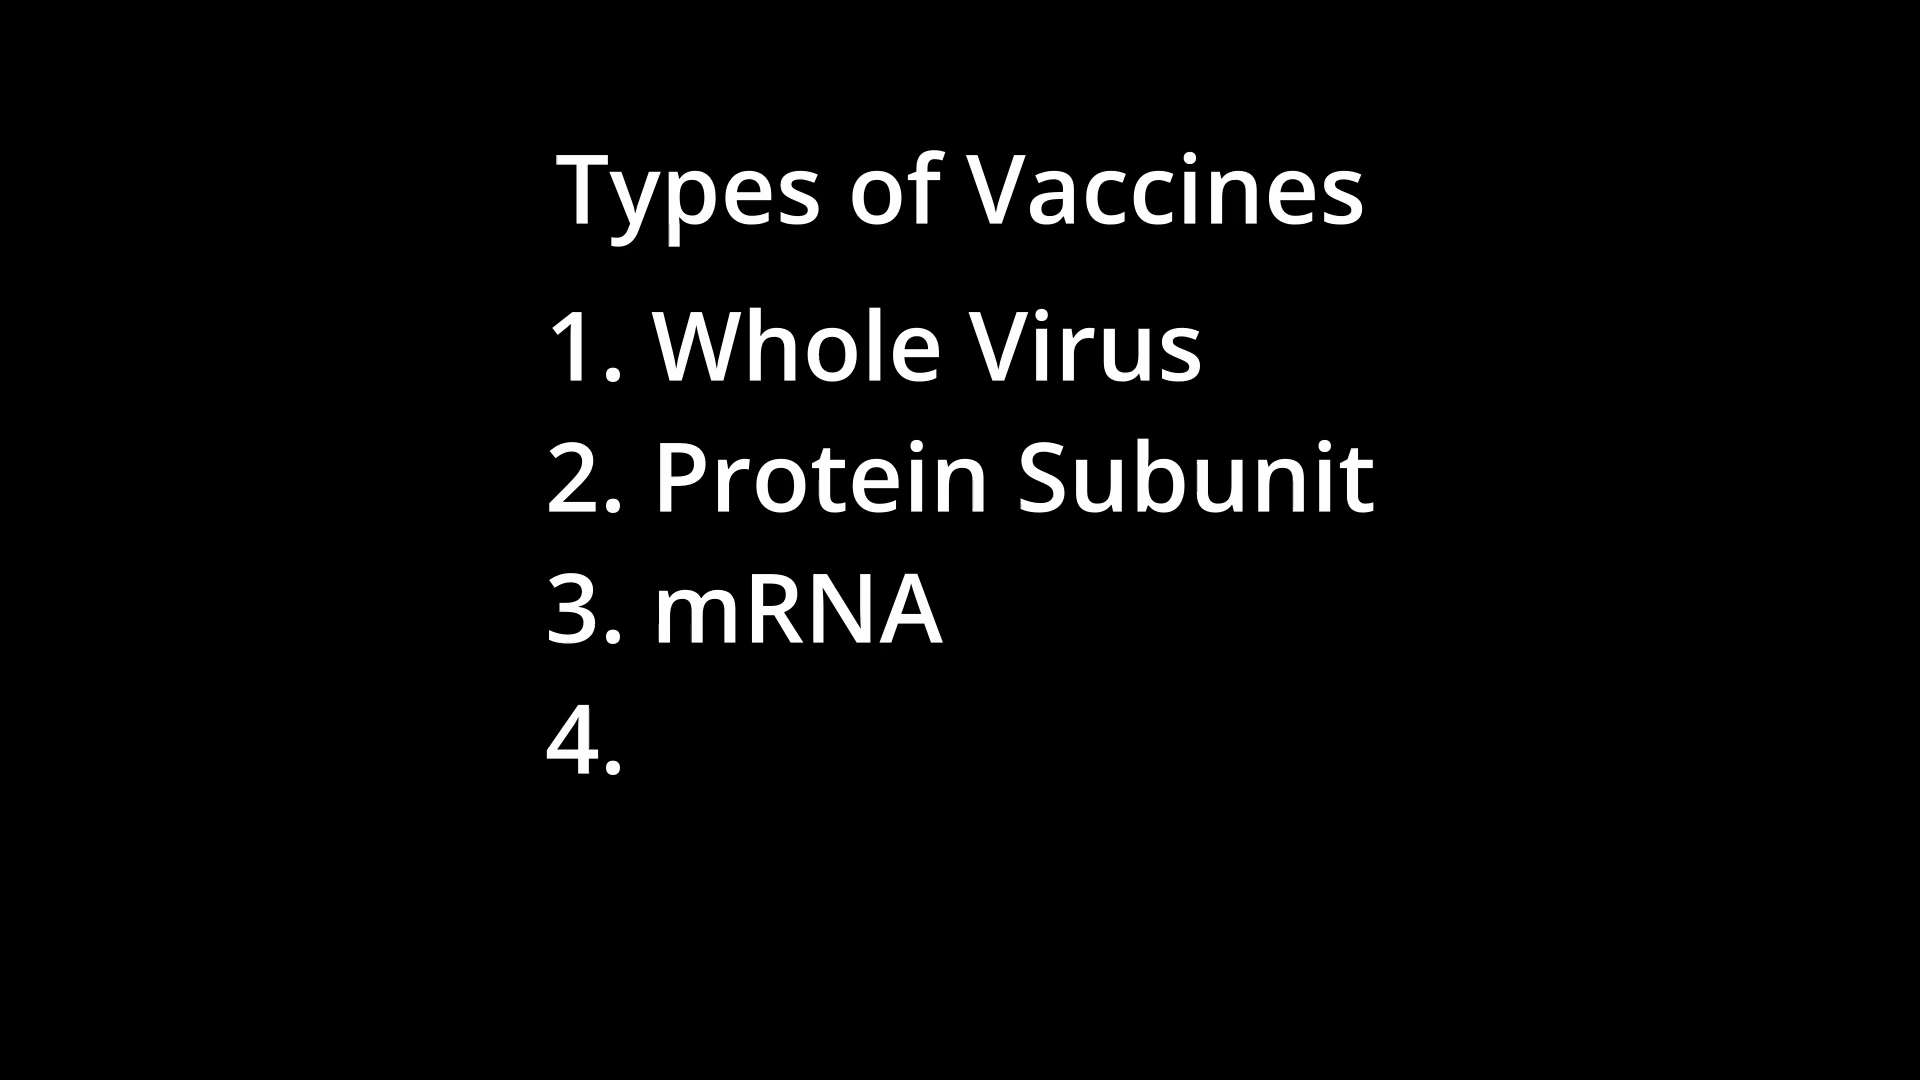 Types of Vaccines
1. Whole Virus
2. Protein Subunit
3. mRNA
4.